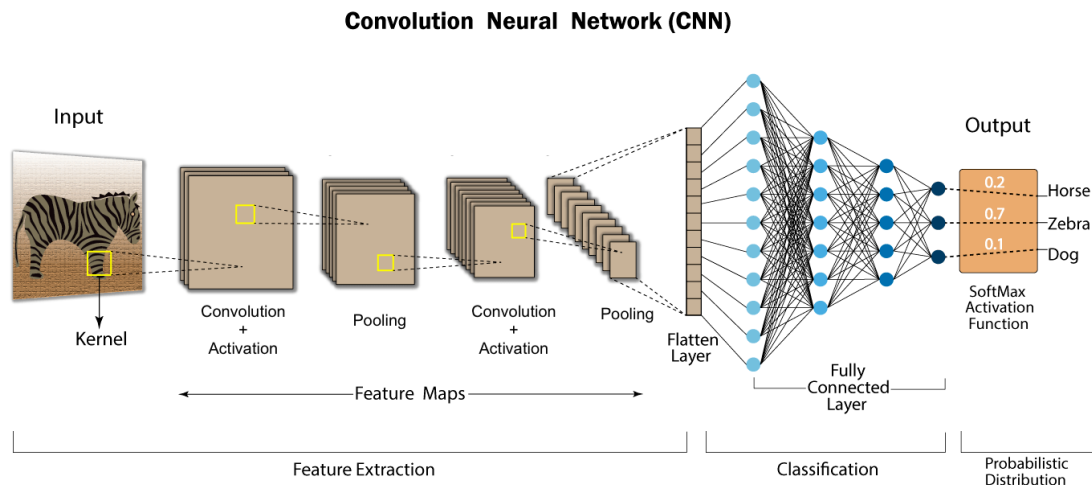 Convolution Neural Network (CNN)
Input
Kernel
Convolution
+
Activation
Pooling
Convolution
+
Activation
Pooling
Flatten
Layer
Feature Maps
Fully
Connected
Layer
Output
0.2
Horse
0.7
Zebra
0.1
Dog
SoftMax
Activation
Function
Feature Extraction
Classification
Probabilistic
Distribution